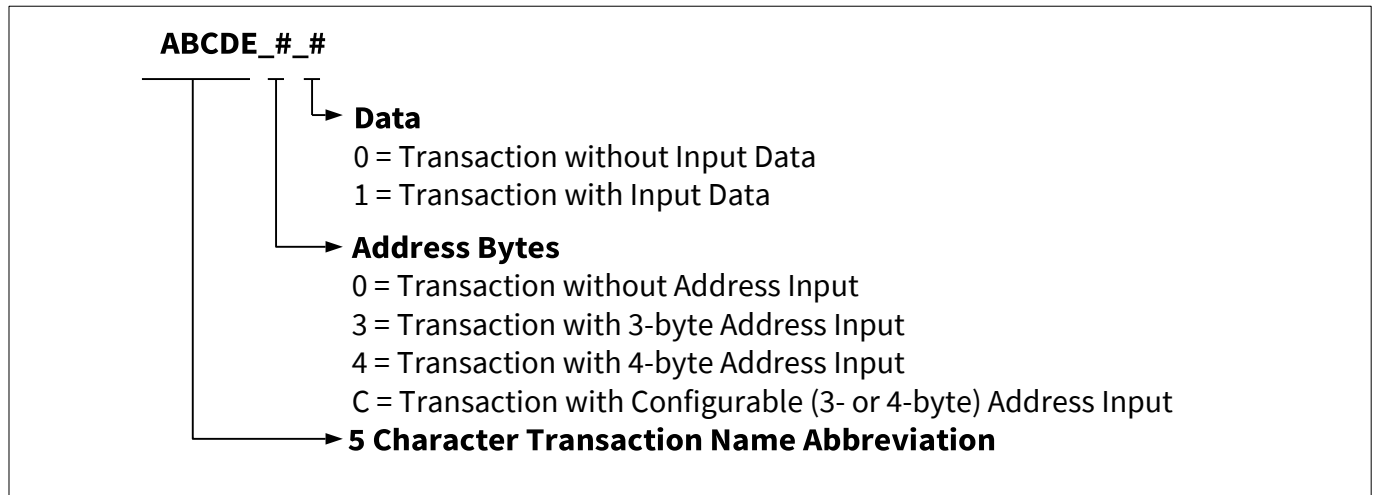 ABCDE_#_#
Data
0 = Transaction without Input Data
1 = Transaction with Input Data
Address Bytes
0 = Transaction without Address Input
3 = Transaction with 3-byte Address Input
4 = Transaction with 4-byte Address Input
C = Transaction with Configurable (3- or 4-byte) Address Input
5 Character Transaction Name Abbreviation